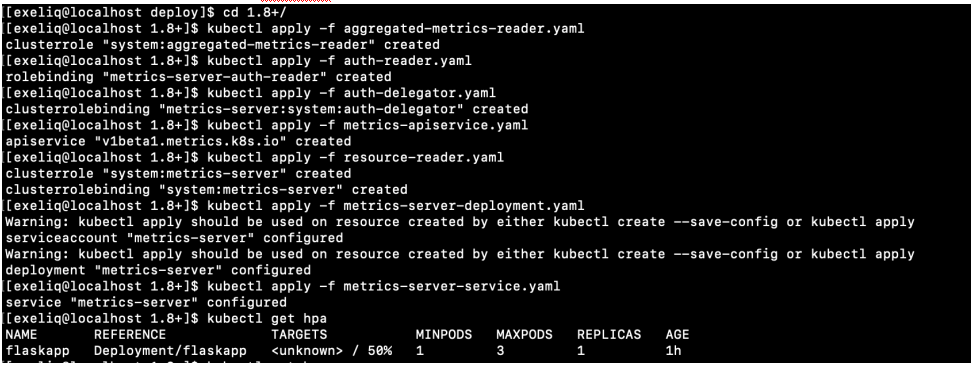 [[exeliq@localhost deploy]$ cd 1.8+/
[[exeliq@localhost 1.8+]$ kubectl apply -f aggregated-metrics-reader.yaml
clusterrole "system:aggregated-metrics-reader" created
[[exeliq@localhost 1.8+]$ kubectl apply -f auth-reader.yaml
rolebinding "metrics-server-auth-reader" created
[[exeliq@localhost 1.8+]$ kubectl apply -f auth-delegator.yaml
clusterrolebinding "metrics-server:system:auth-delegator" created
[[exeliq@localhost 1.8+]$ kubectl apply -f metrics-apiservice.yaml
apiservice "v1beta1.metrics.k8s.io" created
[[exeliq@localhost 1.8+]$ kubectl apply -f resource-reader.yaml
clusterrole "system:metrics-server" created
clusterrolebinding "system:metrics-server" created
[[exeliq@localhost 1.8+]$ kubectl apply -f metrics-server-deployment.yaml
Warning: kubectl apply should be used on resource created by either kubectl create --save-config or kubectl apply
serviceaccount "metrics-server" configured
Warning: kubectl apply should be used on resource created by either kubectl create --save-config or kubectl apply
deployment "metrics-server" configured
[[exeliq@localhost 1.8+]$ kubectl apply -f metrics-server-service.yaml
service "metrics-server" configured
[[exeliq@localhost 1.8+]$ kubectl get hpa
NAME REFERENCE TARGETS MINPODS MAXPODS REPLICAS AGE
flaskapp Deployment/flaskapp <unknown> / 50% 1 3 1 1h